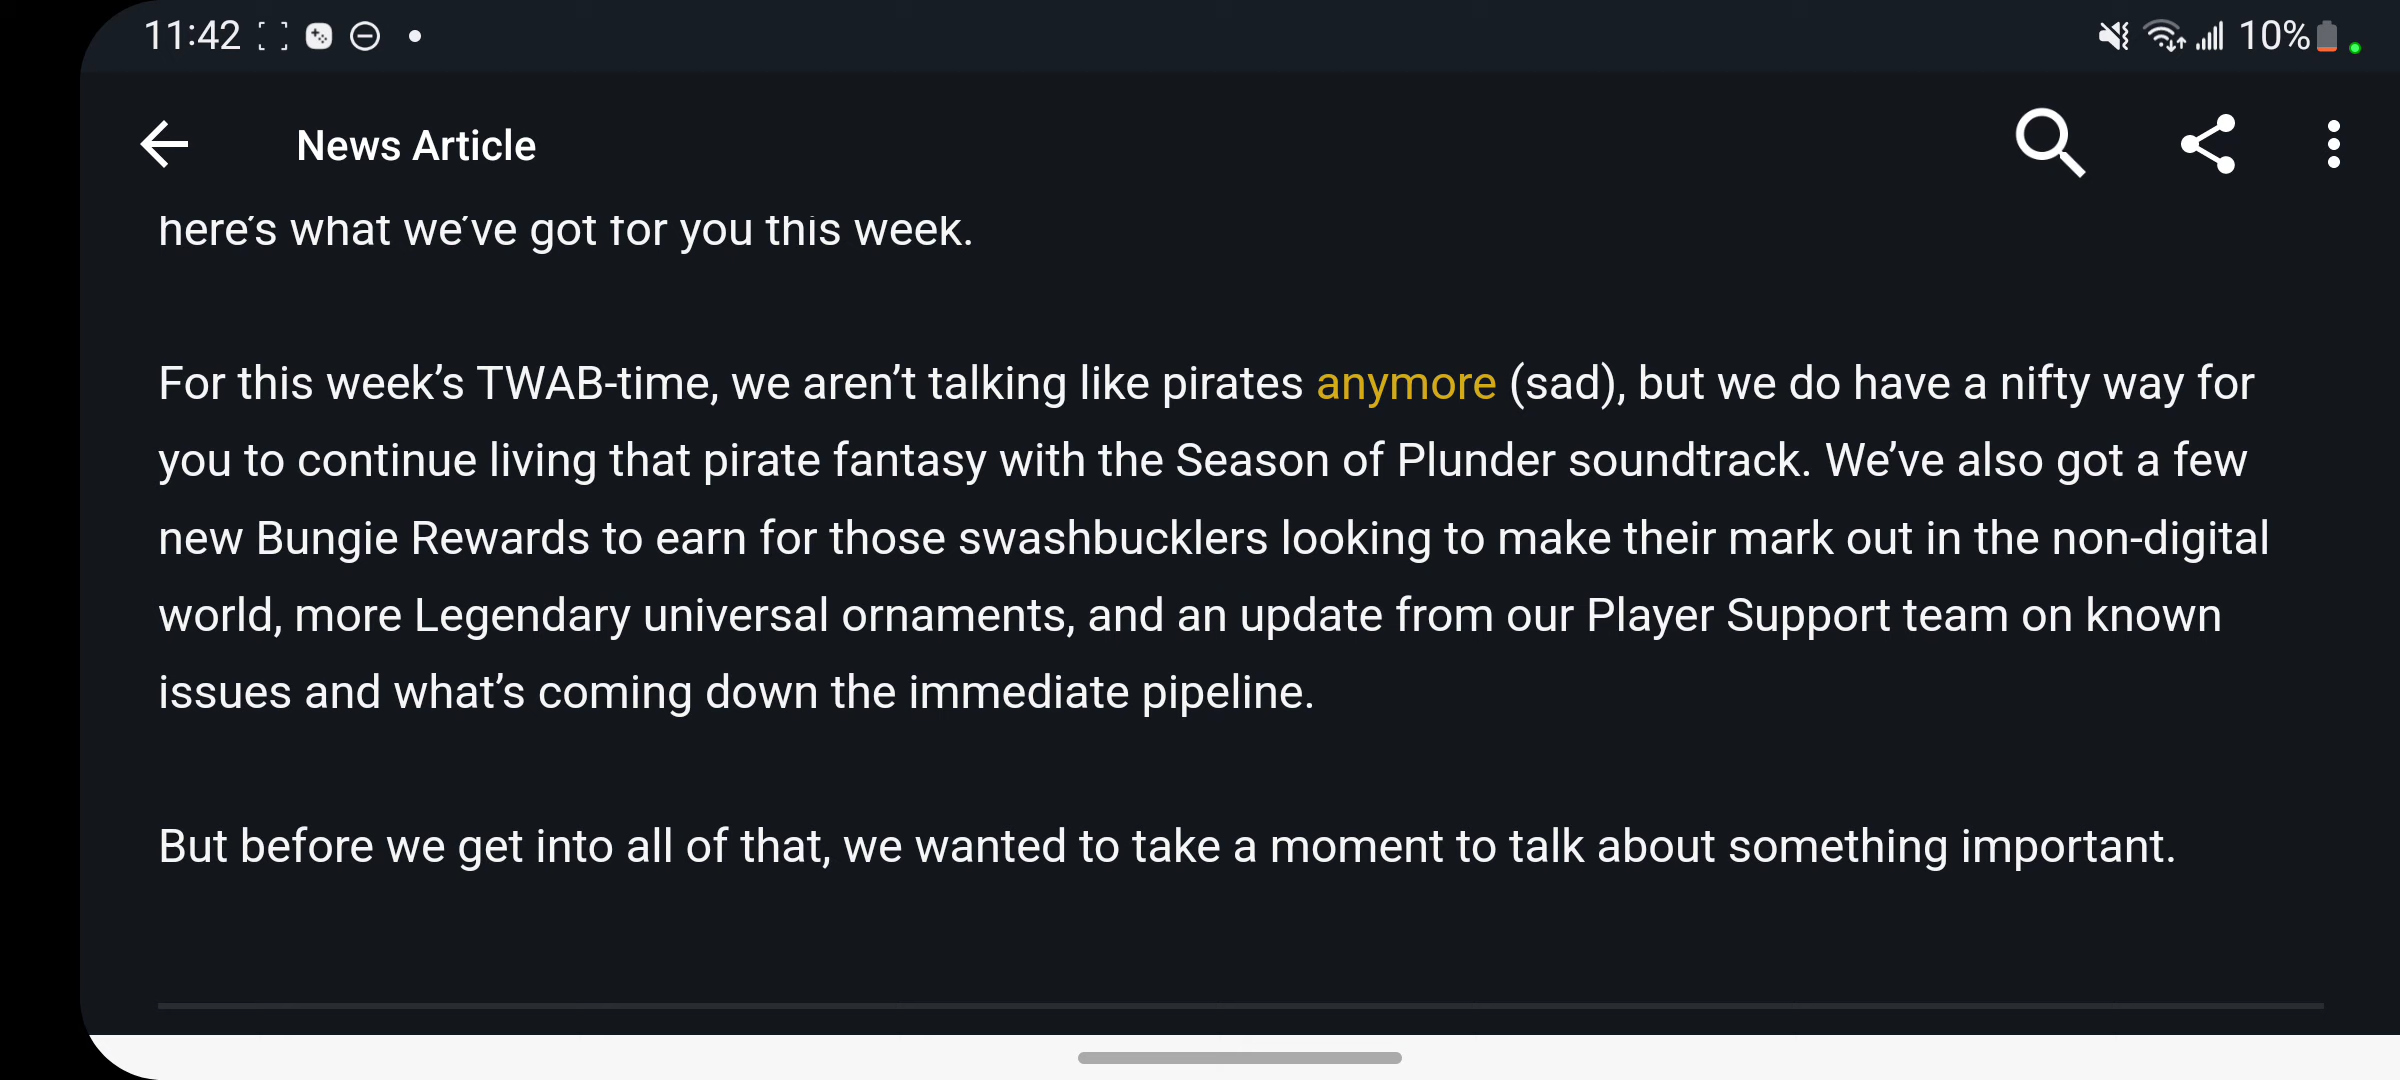 11:42
10%
News Article
here's what we've got for you this week.
For this week’s TWAB-time, we aren’t talking like pirates anymore (sad), but we do have a nifty way for
you to continue living that pirate fantasy with the Season of Plunder soundtrack. We’ve also got a few
new Bungie Rewards to earn for those swashbucklers looking to make their mark out in the non-digital
world, more Legendary universal ornaments, and an update from our Player Support team on known
issues and what’s coming down the immediate pipeline.
But before we get into all of that, we wanted to take a moment to talk about something important.